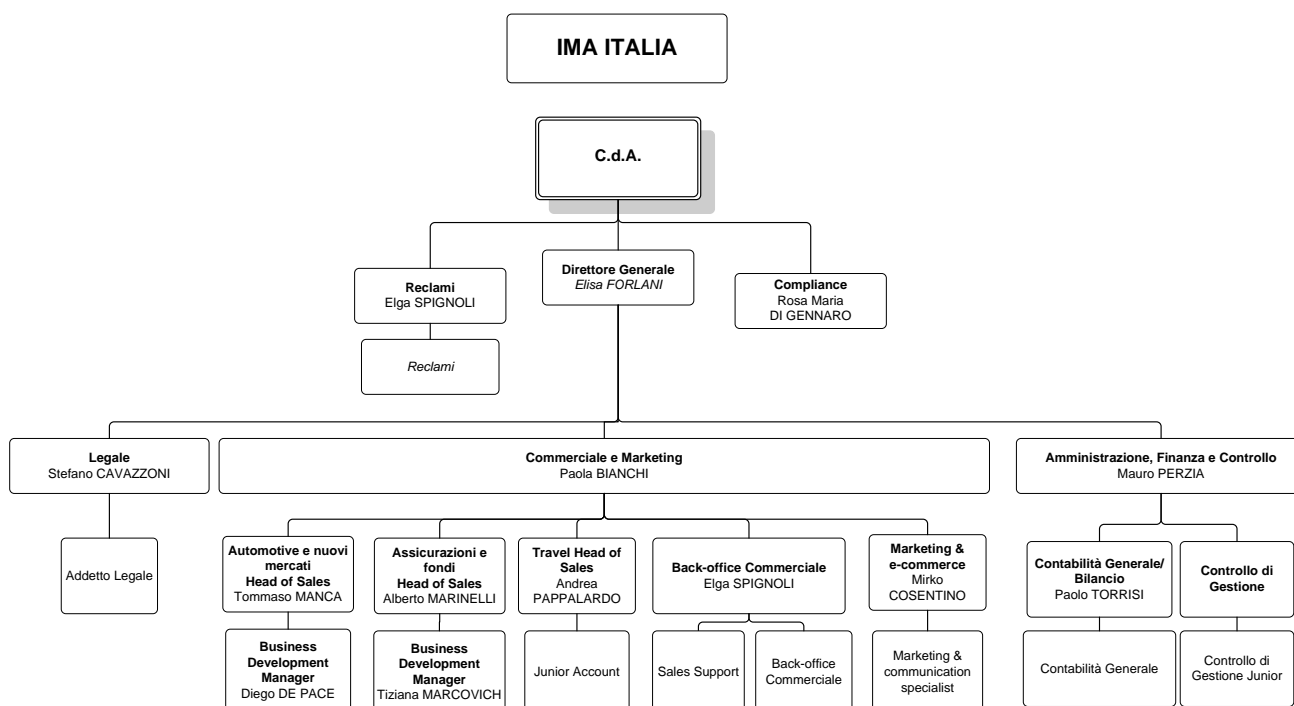 IMA ITALIA
C.d.A.
Reclami
Elga SPIGNOLI
Direttore Generale
Elisa FORLANI
Compliance
Rosa Maria
DI GENNARO
Reclami
Legale
Stefano CAVAZZONI
Commerciale e Marketing
Paola BIANCHI
Amministrazione, Finanza e Controllo
Mauro PERZIA
Addetto Legale
Automotive e nuovi
mercati
Head of Sales
Tommaso MANCA
Assicurazioni e
fondi
Head of Sales
Alberto MARINELLI
Travel Head of
Sales
Andrea
PAPPALARDO
Back-office Commerciale
Elga SPIGNOLI
Marketing &
e-commerce
Mirko
COSENTINO
Contabilità Generale/
Bilancio
Paolo TORRISI
Controllo di
Gestione
Business
Development
Manager
Diego DE PACE
Business
Development
Manager
Tiziana MARCOVICH
Junior Account
Sales Support
Back-office
Commerciale
Marketing &
communication
specialist
Contabilità Generale
Controllo di
Gestione Junior